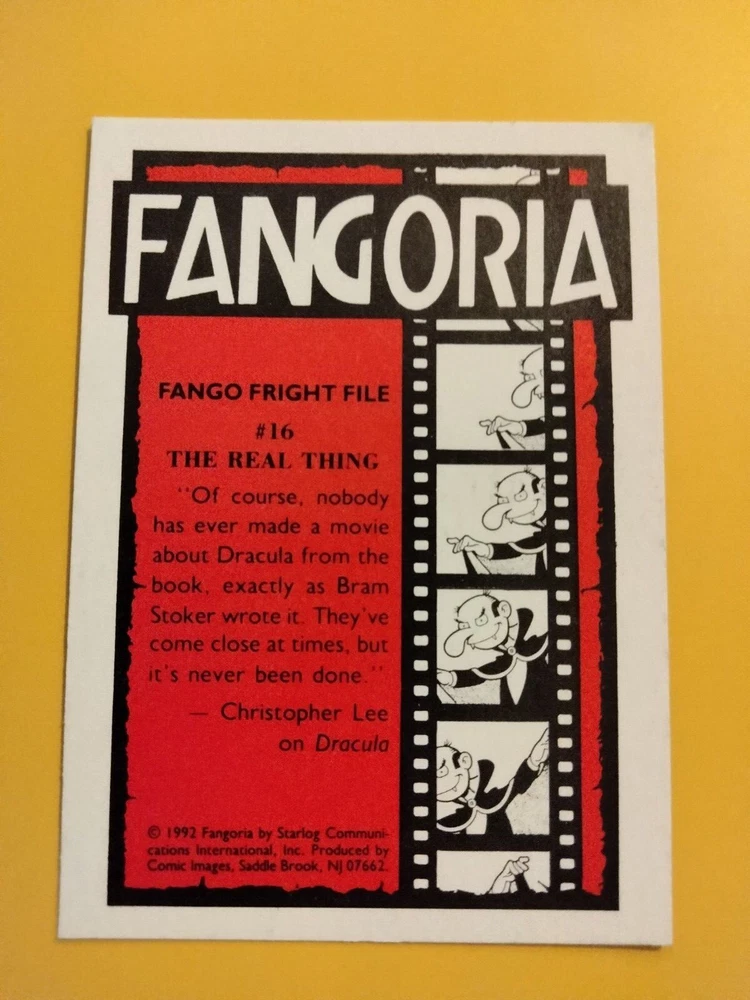 FANGORIA
FANGO FRIGHT FILE
#16
THE REAL THING
"Of course, nobody
has ever made a movie
about Dracula from the
book, exactly as Bram
Stoker wrote it. They've
come close at times, but
it's never been done."
— Christopher Lee
on Dracula
© 1992 Fangoria by Starlog Communi-
cations International, Inc. Produced by
Comic Images, Saddle Brook, NJ 07662.